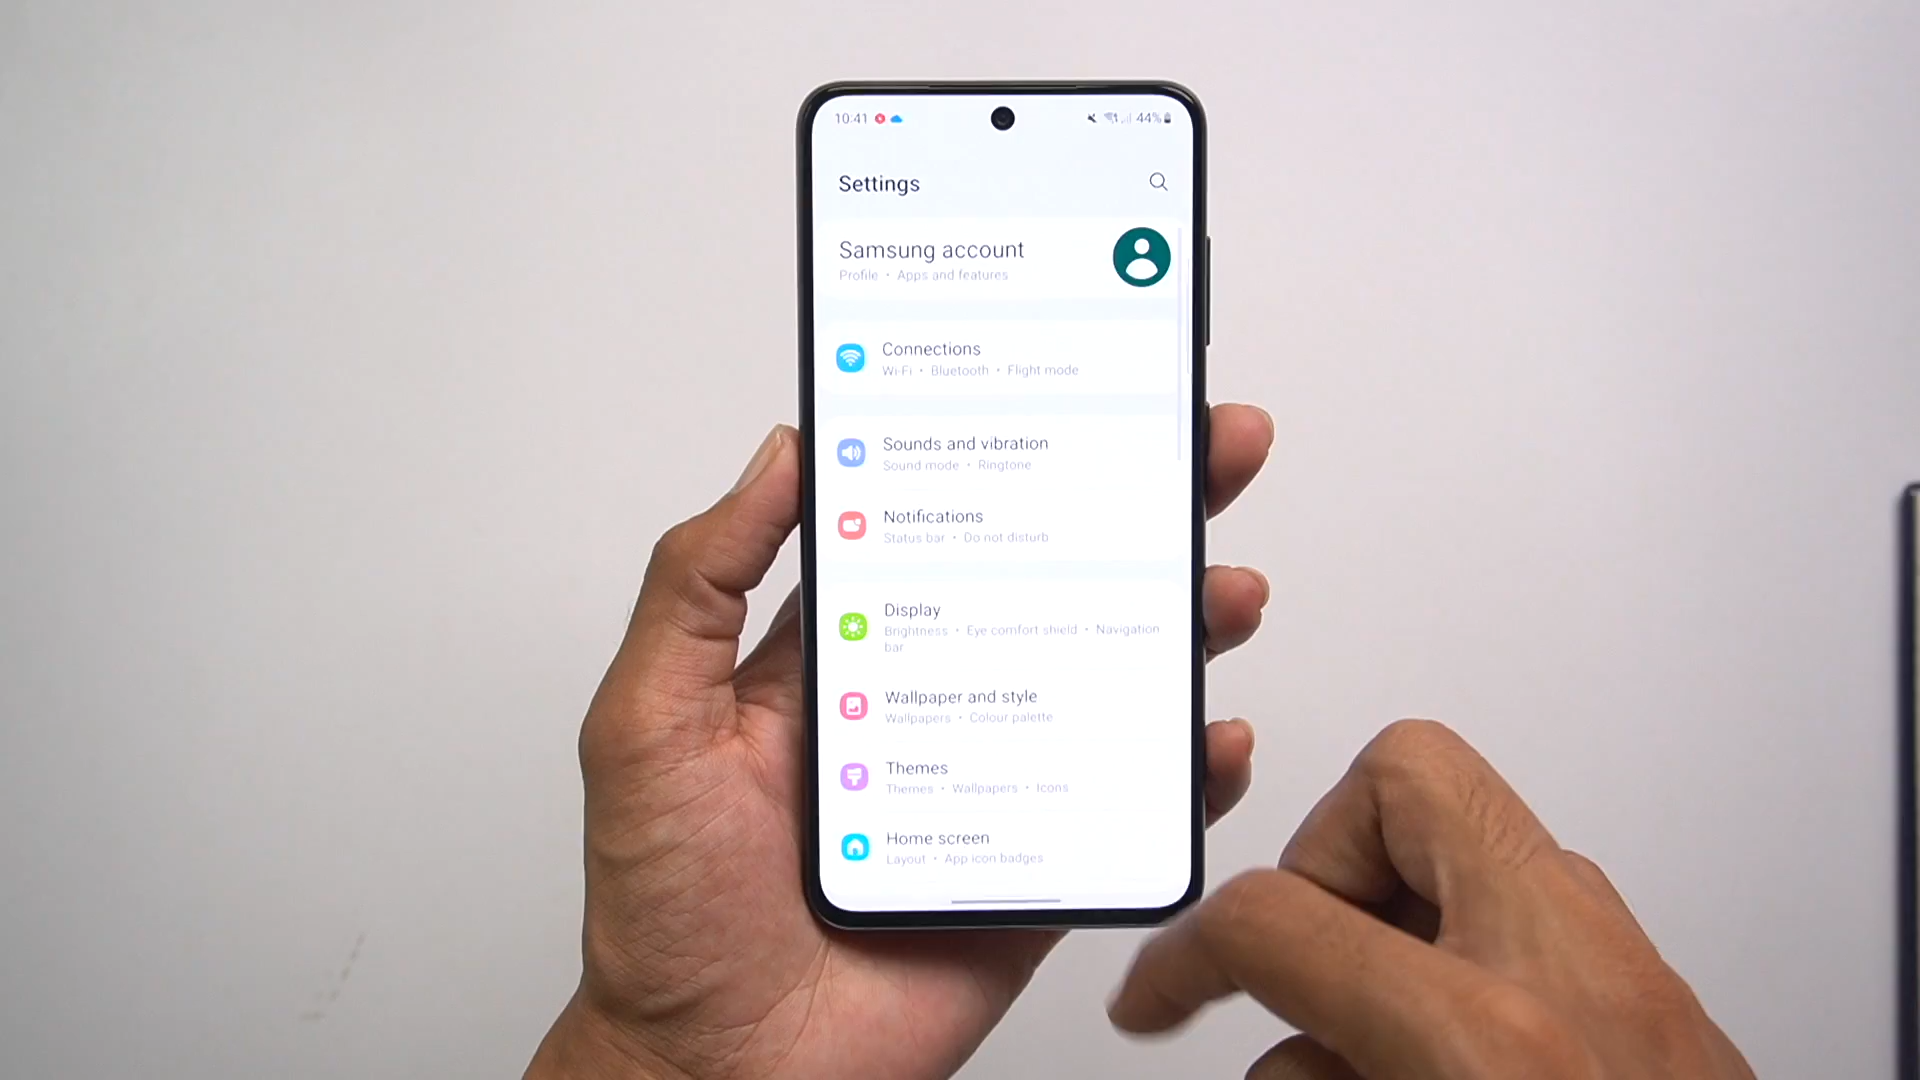 10:41 44%
Settings
Samsung account
Profile • Apps and features
Connections
Wi-Fi • Bluetooth • Flight mode
Sounds and vibration
Sound mode • Ringtone
Notifications
Status bar • Do not disturb
Display
Brightness • Eye comfort shield • Navigation
bar
Wallpaper and style
Wallpapers • Colour palette
Themes
Themes • Wallpapers • Icons
Home screen
Layout • App icon badges